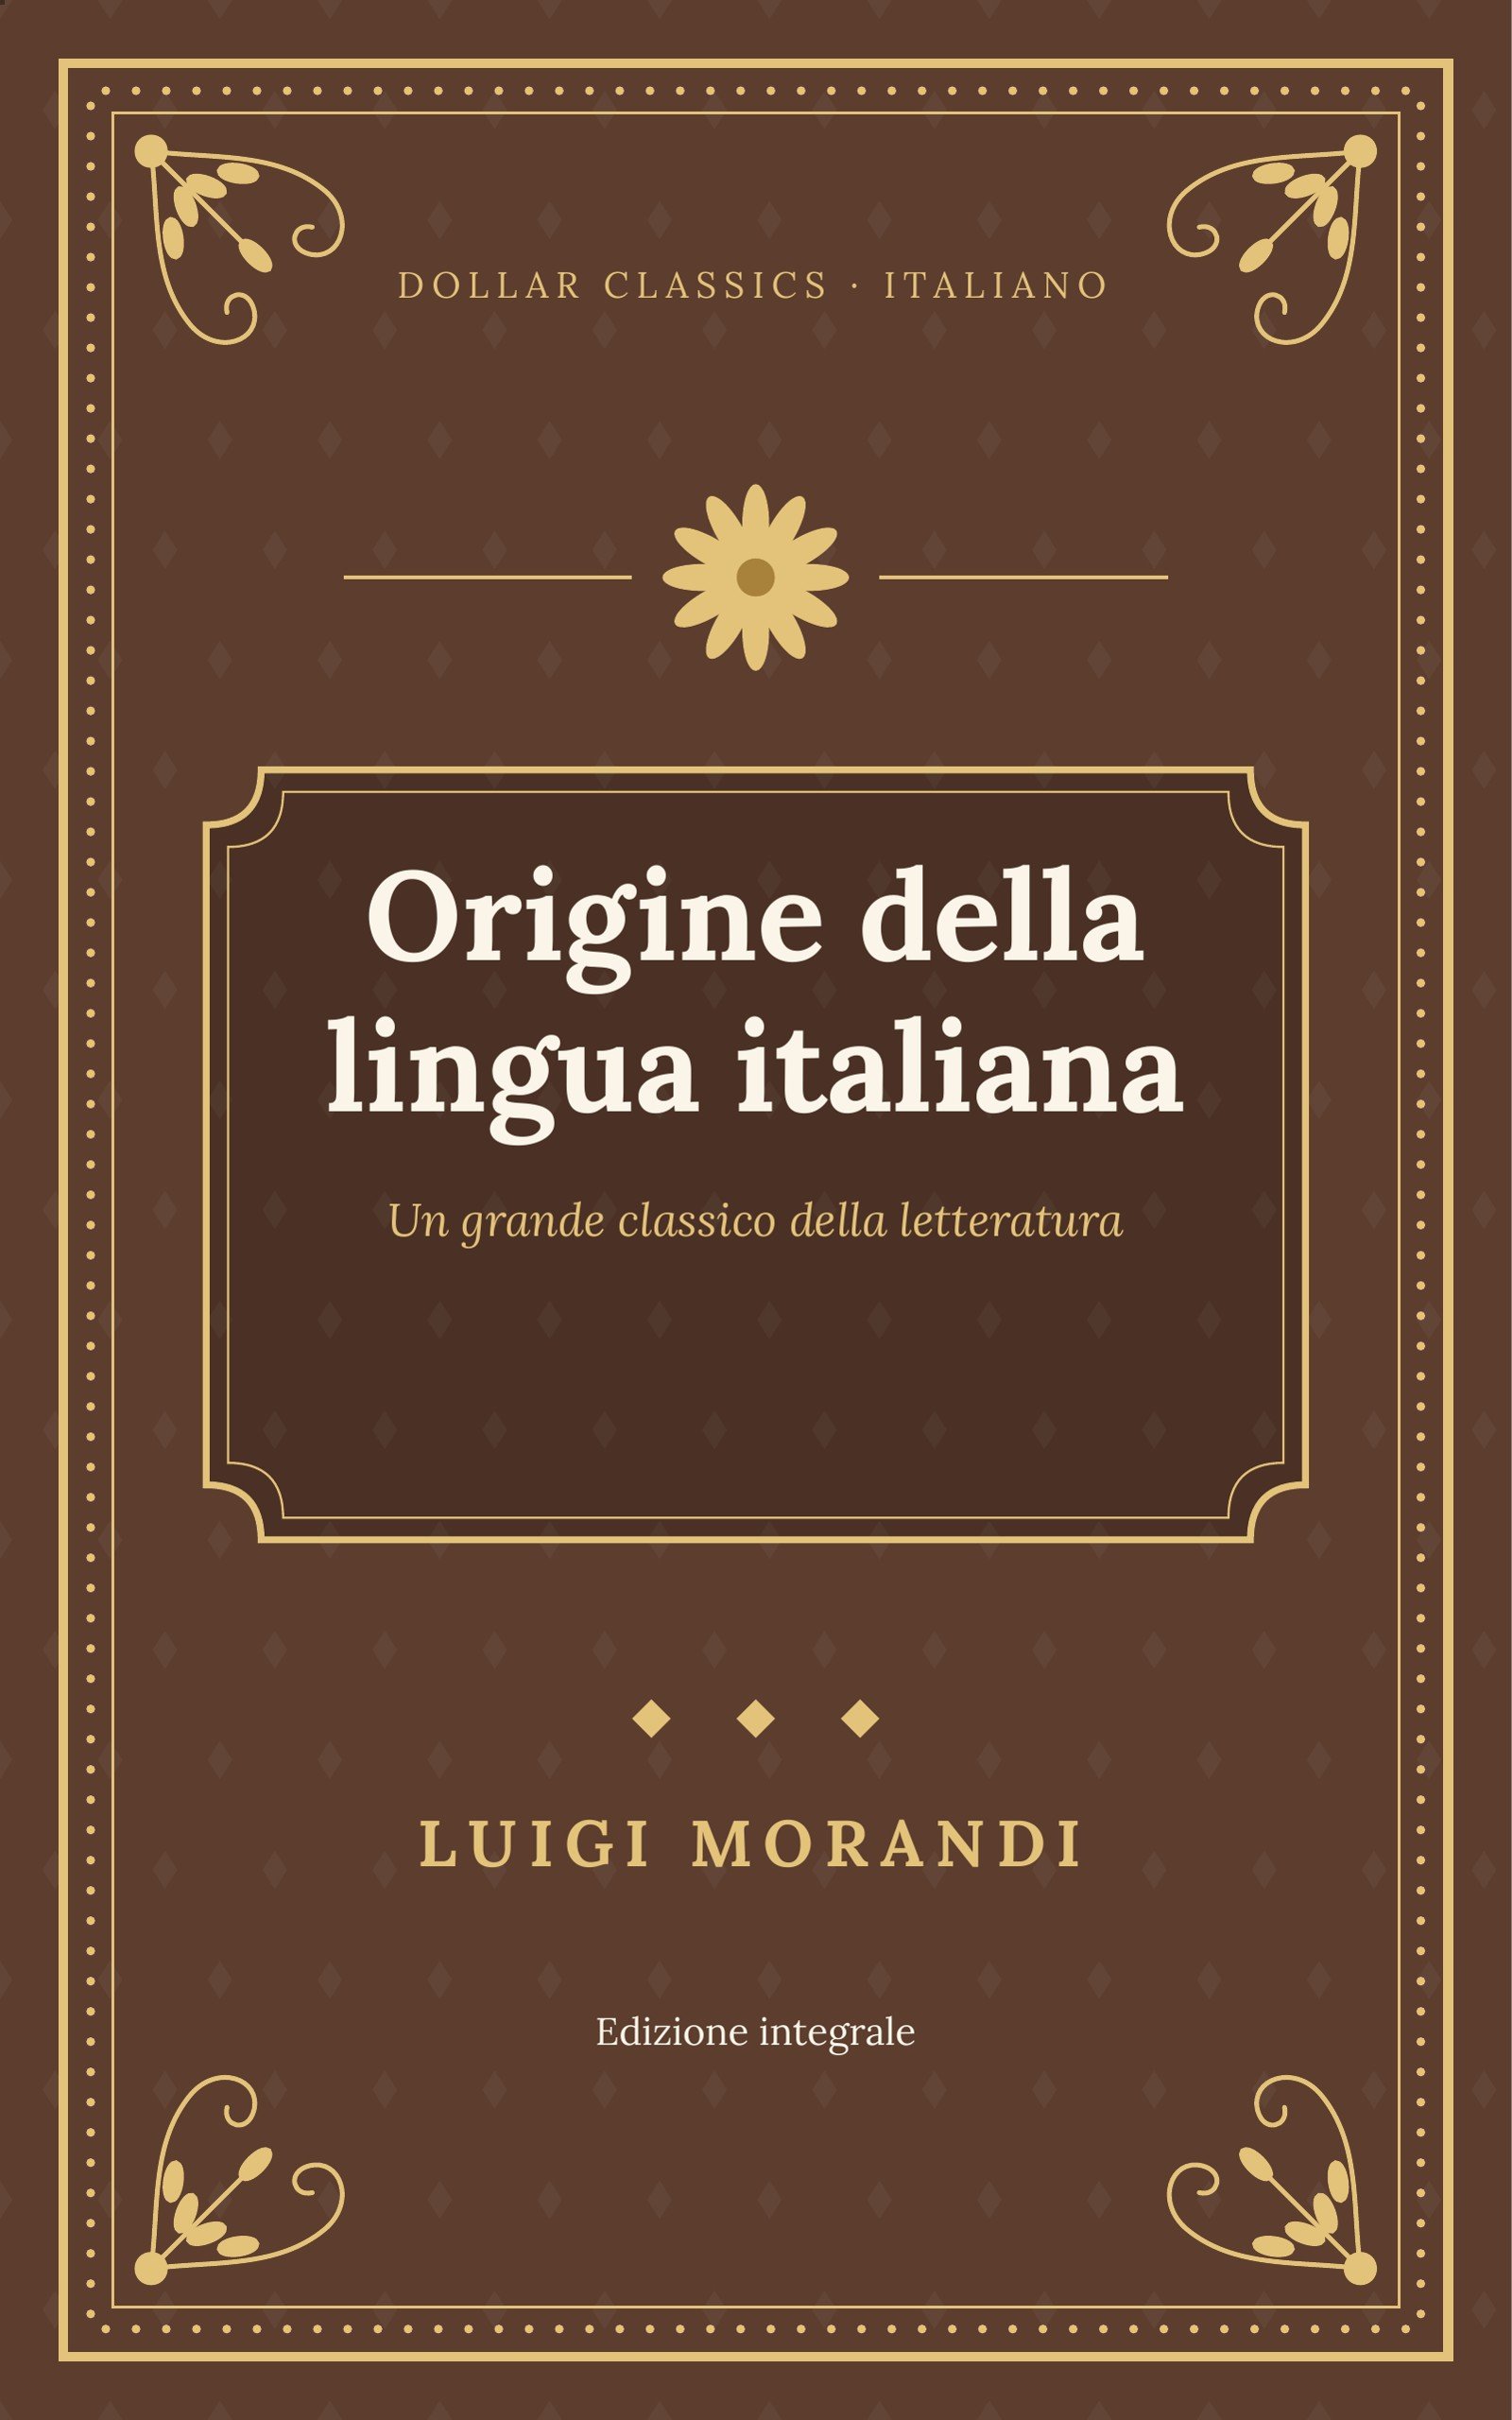 DOLLAR CLASSICS · ITALIANO
Origine della
lingua italiana
Un grande classico della letteratura
LUIGI MORANDI
Edizione integrale